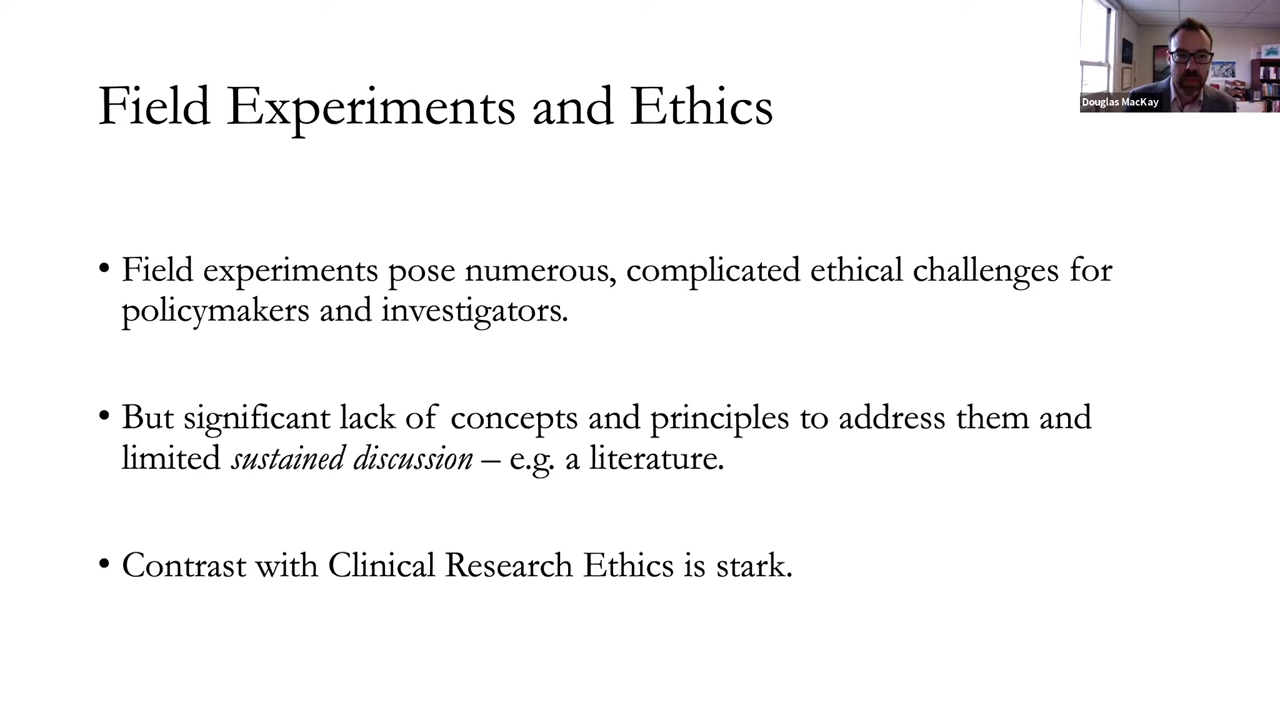 Field Experiments and Ethics
Douglas MacKay
• Field experiments pose numerous, complicated ethical challenges for
policymakers and investigators.
• But significant lack of concepts and principles to address them and
limited sustained discussion – e.g. a literature.
• Contrast with Clinical Research Ethics is stark.